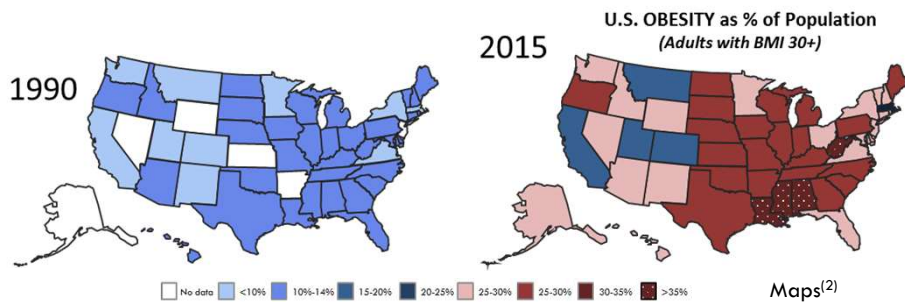 U.S. OBESITY as % of Population
(Adults with BMI 30+)
1990
2015
No data <10% 10%-14% 15-20% 20-25% 25-30% 25-30% 30-35% >35%
Maps(2)